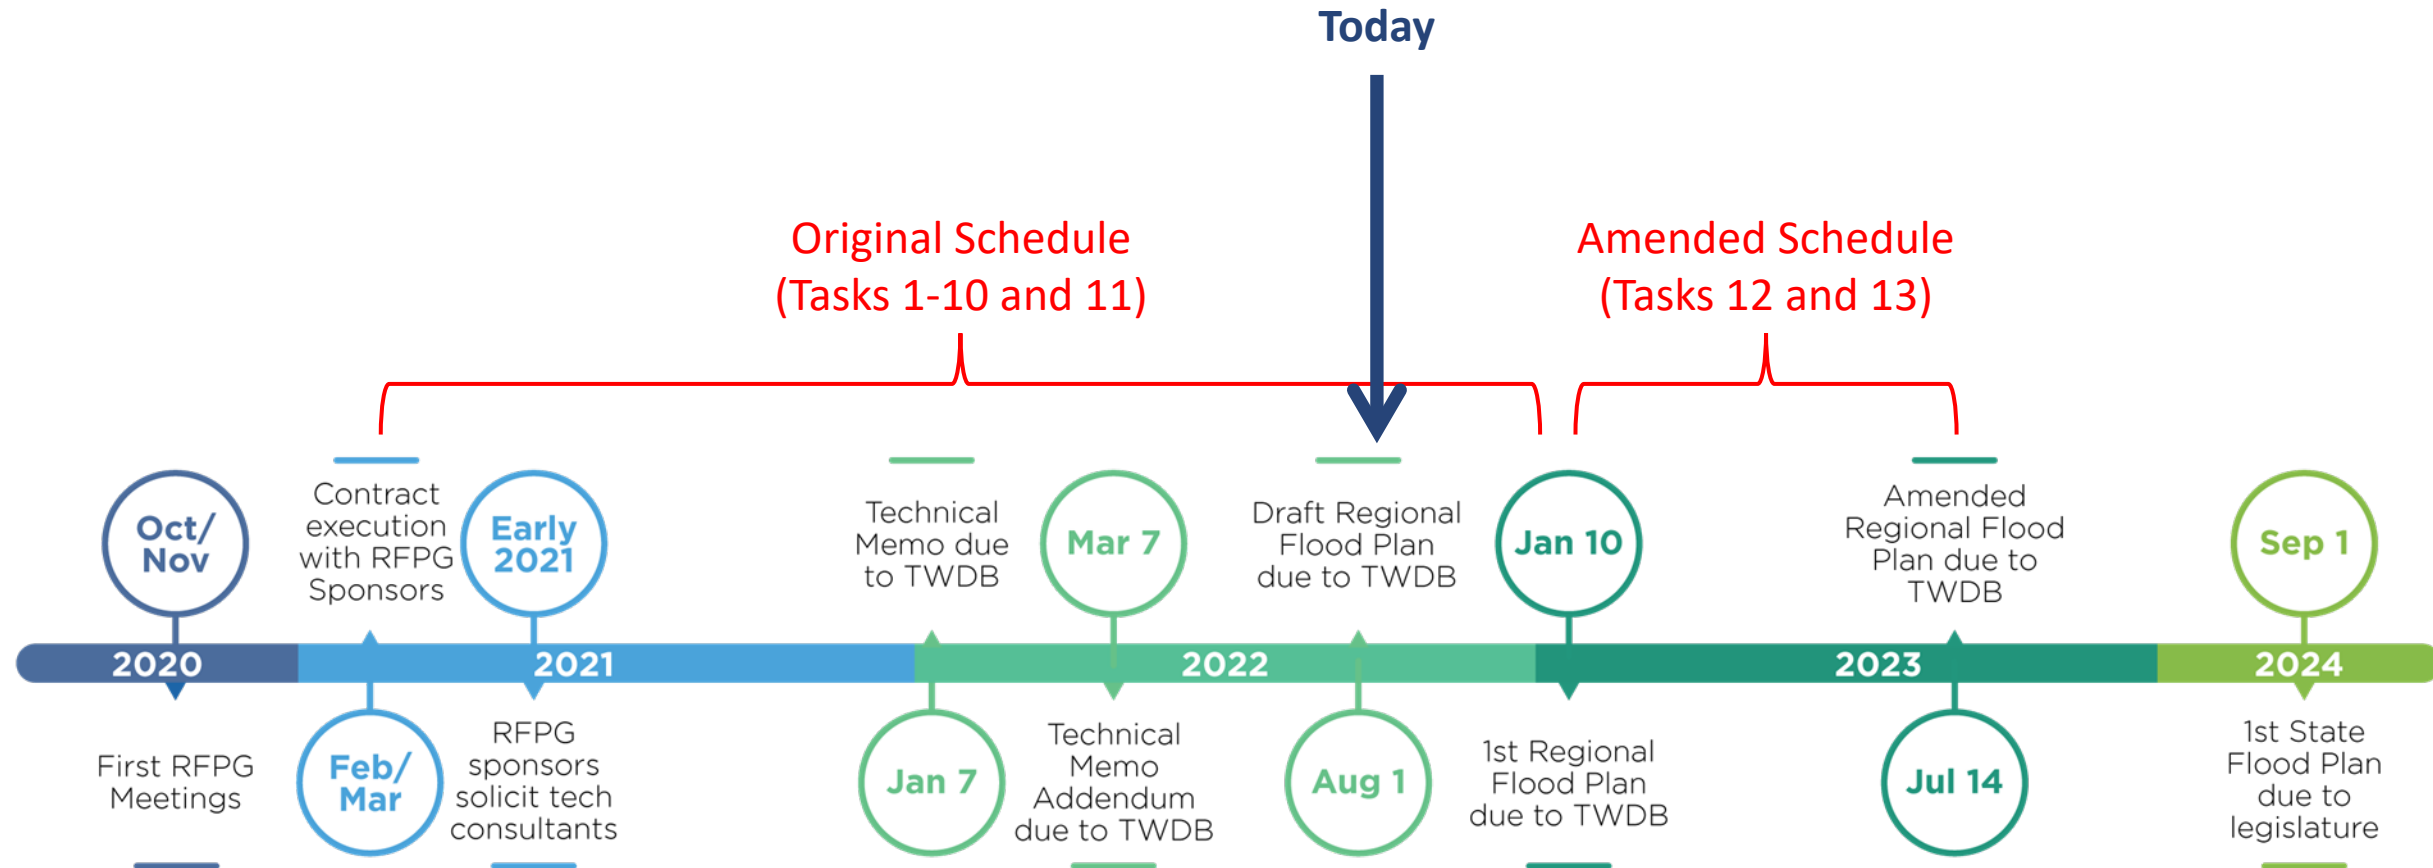 Today
Original Schedule
(Tasks 1-10 and 11)
Amended Schedule
(Tasks 12 and 13)
Oct/
Nov
Contract
execution
with RFPG
Sponsors
Early
2021
Technical
Memo due
to TWDB
Mar 7
Draft Regional
Flood Plan
due to TWDB
Jan 10
Amended
Regional Flood
Plan due to
TWDB
Sep 1
2020
2021
2022
2023
2024
First RFPG
Meetings
Feb/
Mar
RFPG
sponsors
solicit tech
consultants
Jan 7
Technical
Memo
Addendum
due to TWDB
Aug 1
1st Regional
Flood Plan
due to TWDB
Jul 14
1st State
Flood Plan
due to
legislature